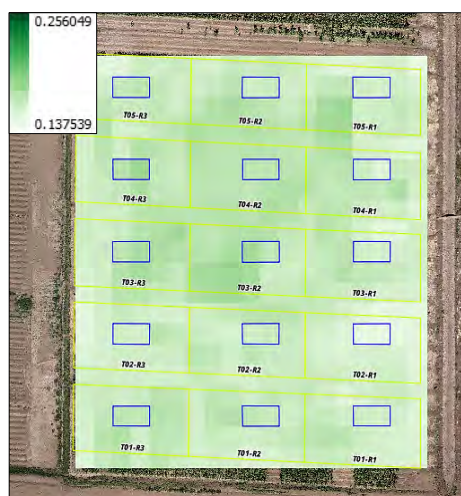 0.256049
0.137539
T05-R3 T05-R2 T05-R1
T04-R3 T04-R2 T04-R1
T03-R3 T03-R2 T03-R1
T02-R3 T02-R2 T02-R1
T01-R3 T01-R2 T01-R1